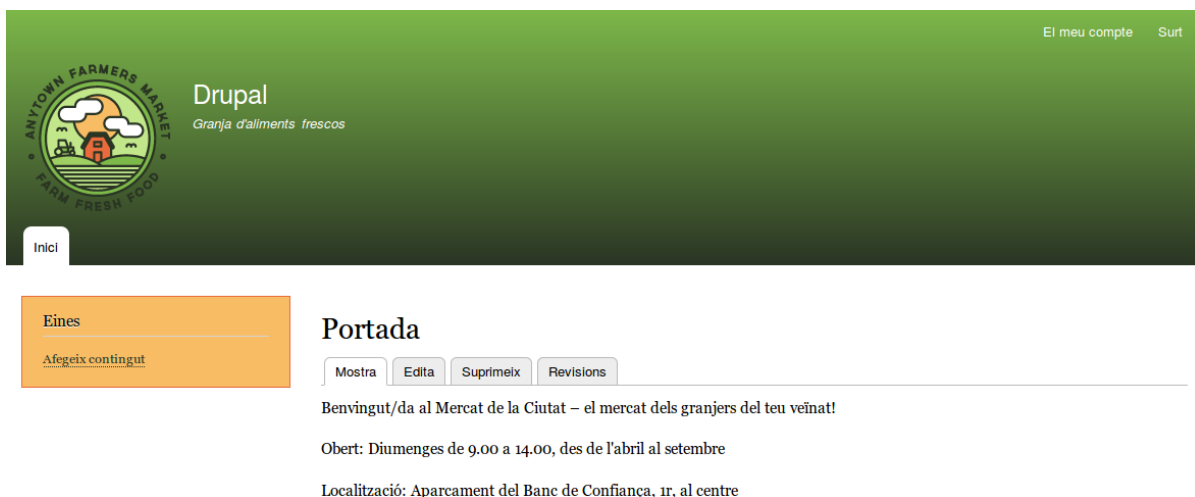 El meu compte Surt
ANYTOWN FARMERS MARKET
FARM FRESH FOOD
Drupal
Granja d'aliments frescos
Inici
Eines
Afegeix contingut
Portada
Mostra Edita Suprimeix Revisions
Benvingut/da al Mercat de la Ciutat – el mercat dels granjers del teu veïnat!
Obert: Diumenges de 9.00 a 14.00, des de l'abril al setembre
Localització: Aparcament del Banc de Confiança, 1r, al centre